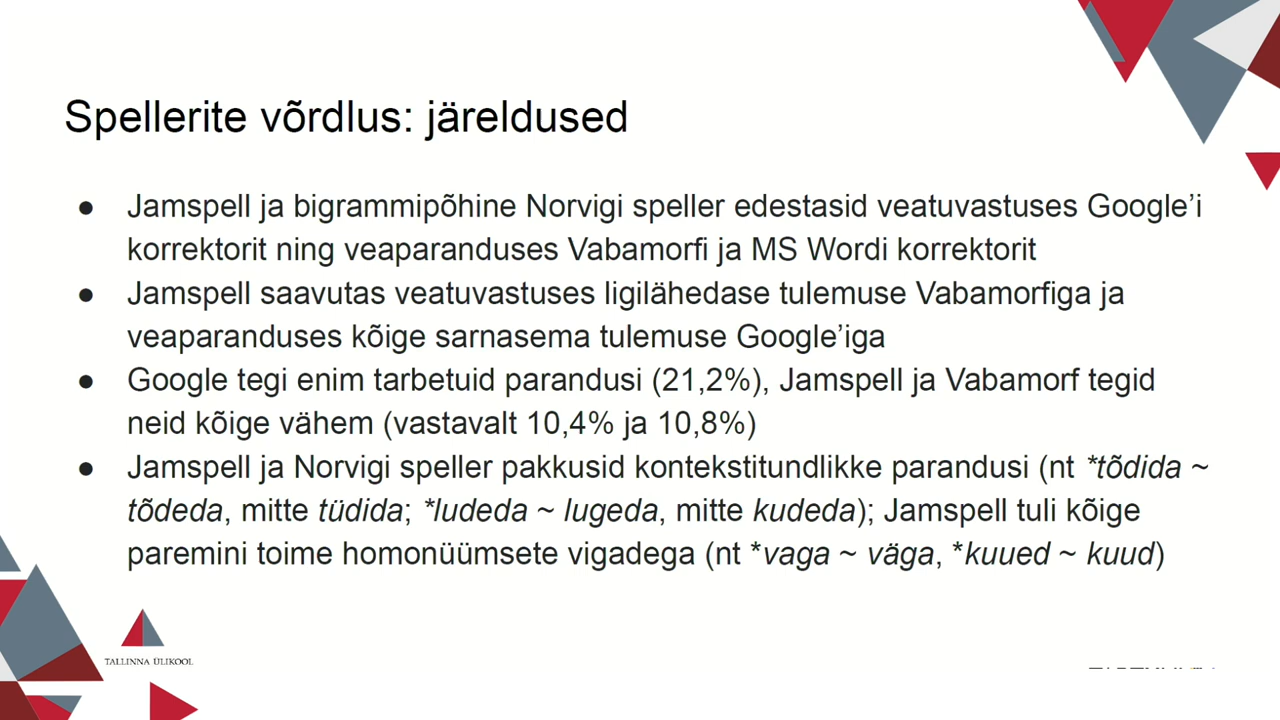 Spellerite võrdlus: järeldused
● Jamspell ja bigrammipõhine Norvigi speller edestasid veatuvastuses Google’i
korrektorit ning veaparanduses Vabamorfi ja MS Wordi korrektorit
● Jamspell saavutas veatuvastuses ligilähedase tulemuse Vabamorfiga ja
veaparanduses kõige sarnasema tulemuse Google’iga
● Google tegi enim tarbetuid parandusi (21,2%), Jamspell ja Vabamorf tegid
neid kõige vähem (vastavalt 10,4% ja 10,8%)
● Jamspell ja Norvigi speller pakkusid kontekstitundlikke parandusi (nt *tõdida ~
tõdeda, mitte tüdida; *ludeda ~ lugeda, mitte kudeda); Jamspell tuli kõige
paremini toime homonüümsete vigadega (nt *vaga ~ väga, *kuued ~ kuud)
TALLINNA ÜLIKOOL